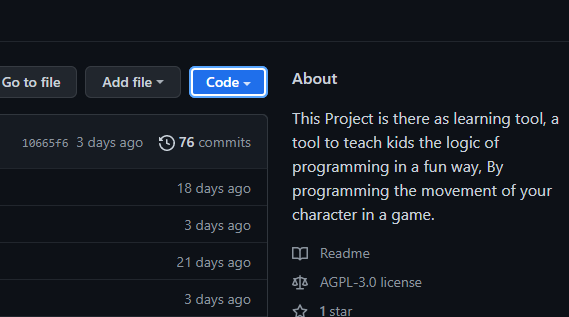 Go to file Add file Code
About
This Project is there as learning tool, a
tool to teach kids the logic of
programming in a fun way, By
programming the movement of your
character in a game.
10665f6 3 days ago 76 commits
18 days ago
3 days ago
21 days ago
3 days ago
Readme
AGPL-3.0 license
1 star